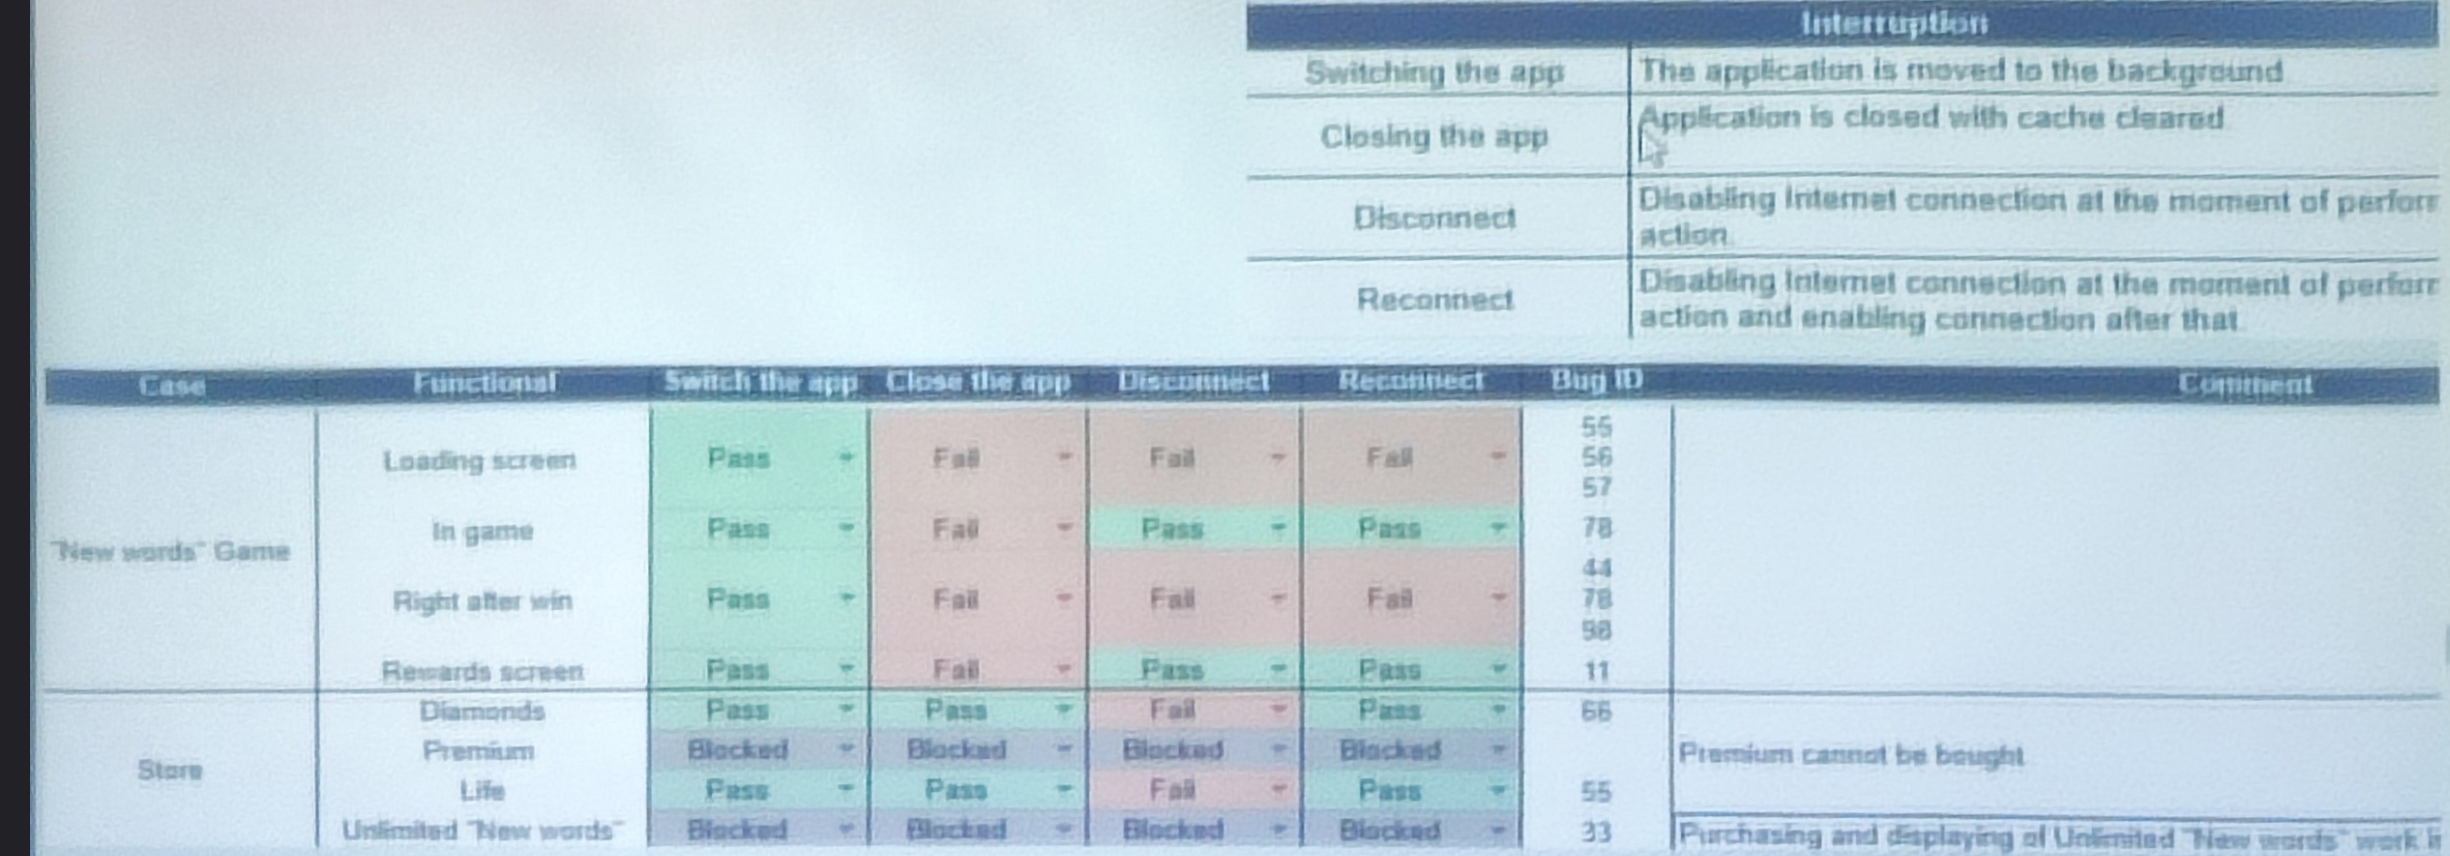 Interruption
Switching the app The application is moved to the background
Closing the app Application is closed with cache cleared
Disconnect Disabling Internet connection at the moment of perfor
action
Reconnect Disabling Internet connection at the moment of perfor
action and enabling connection after that
Case Functional Switch the app Close the app Disconnect Reconnect Bug ID Comment
"New words" Game
Loading screen Pass Fail Fail Fail 55
56
57
In game Pass Fail Pass Pass 78
Right after win Pass Fail Fail Fail 44
78
98
Rewards screen Pass Fail Pass Pass 11
Store
Diamonds Pass Pass Fail Pass 66
Premium Blocked Blocked Blocked Blocked Premium cannot be bought
Life Pass Pass Fail Pass 55
Unlimited "New words" Blocked Blocked Blocked Blocked 33 Purchasing and displaying of Unlimited "New words" work